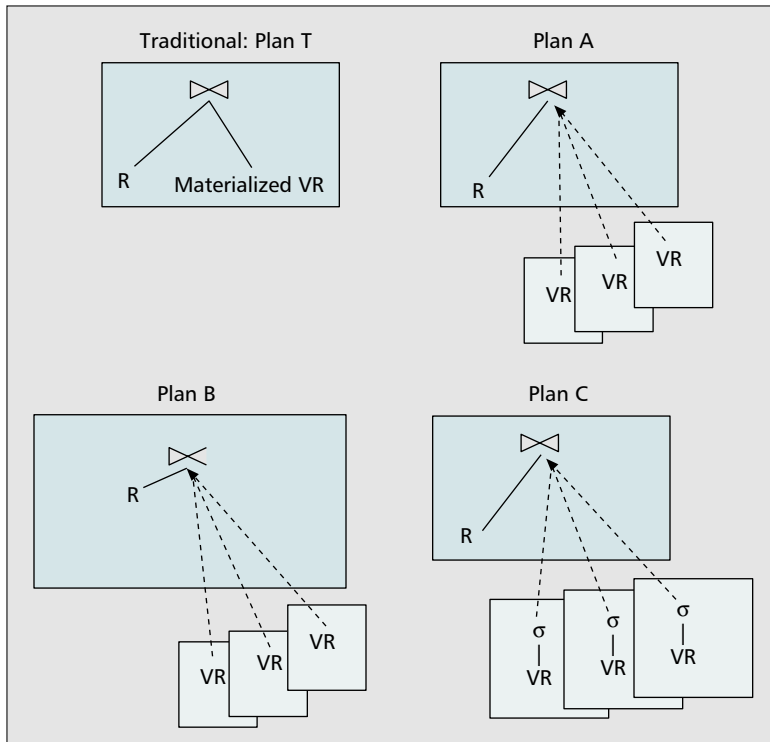 Traditional: Plan T
R
Materialized VR
Plan A
R
VR
VR
VR
Plan B
R
VR
VR
VR
Plan C
R
σ
VR
σ
VR
σ
VR